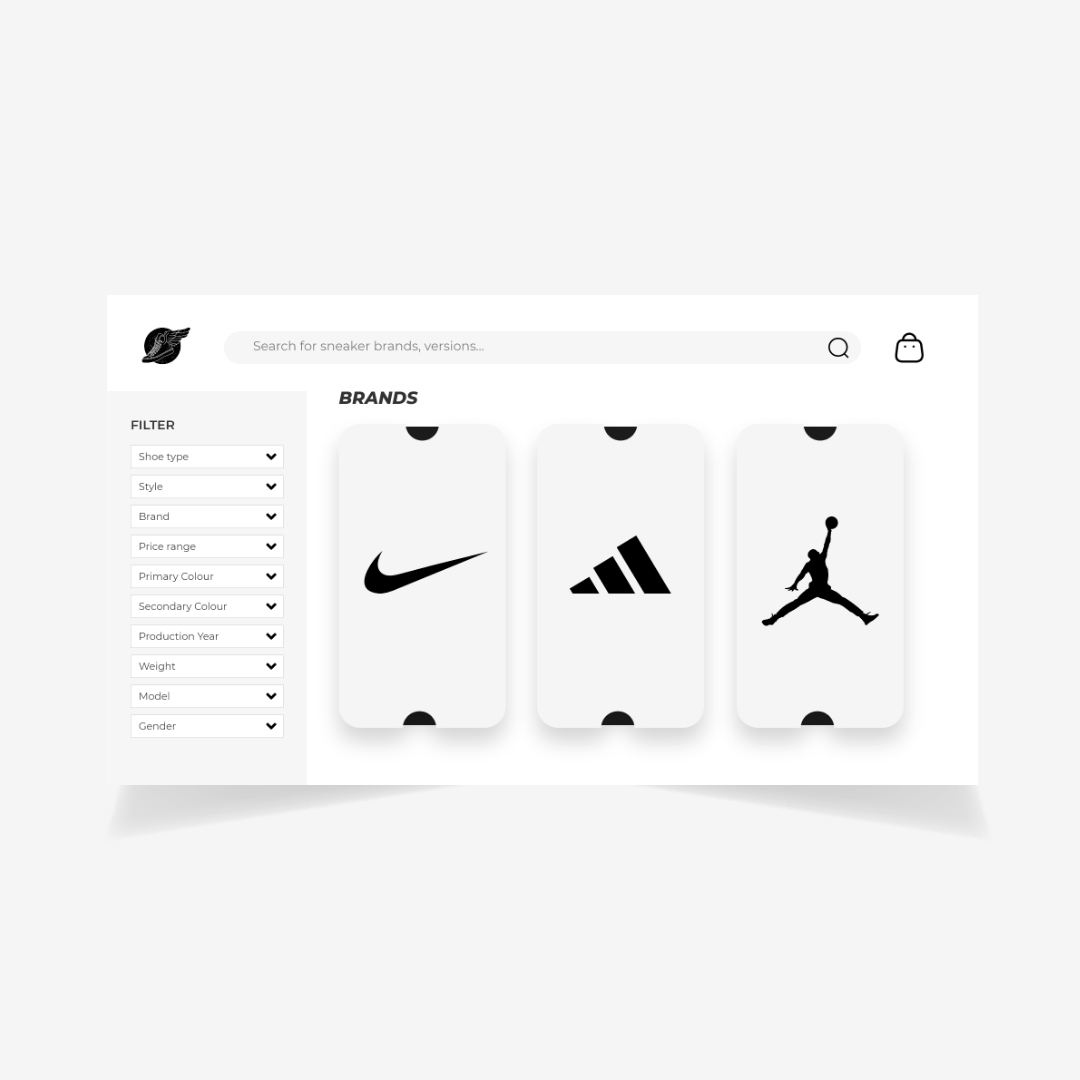 Search for sneaker brands, versions...
BRANDS
FILTER
Shoe type
Style
Brand
Price range
Primary Colour
Secondary Colour
Production Year
Weight
Model
Gender